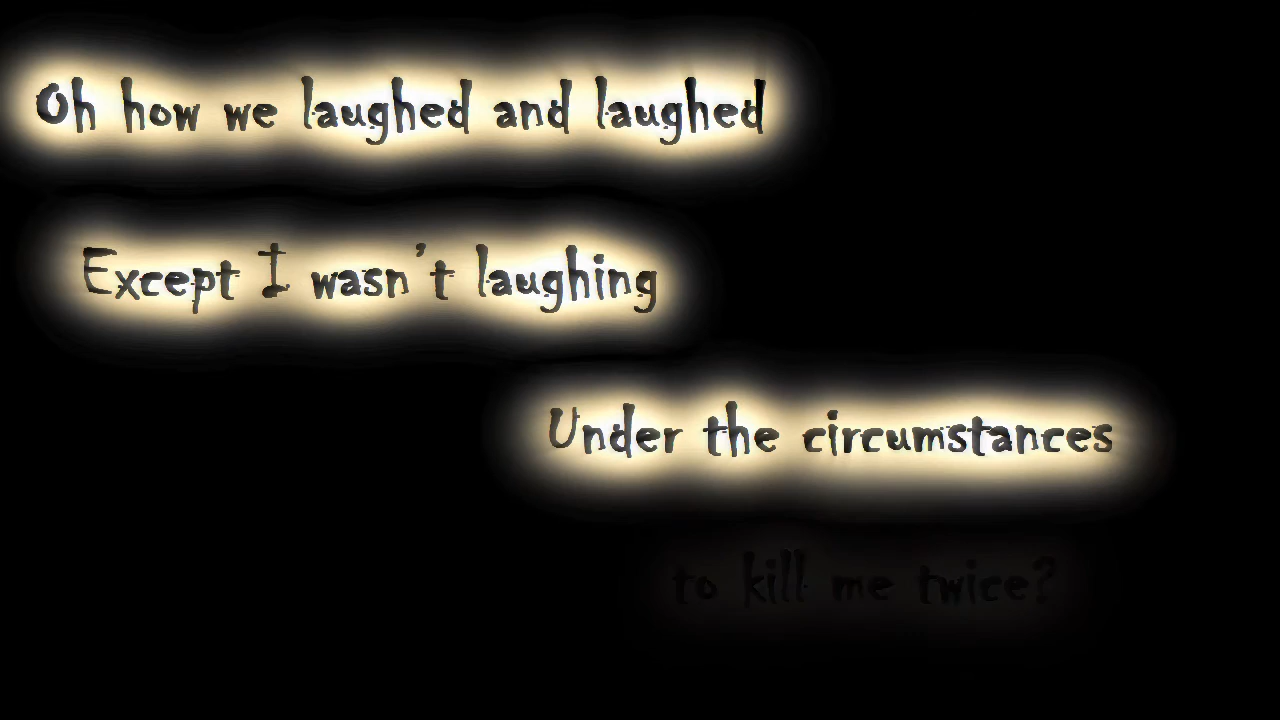 Oh how we laughed and laughed
Except I wasn't laughing
Under the circumstances
to kill me twice?